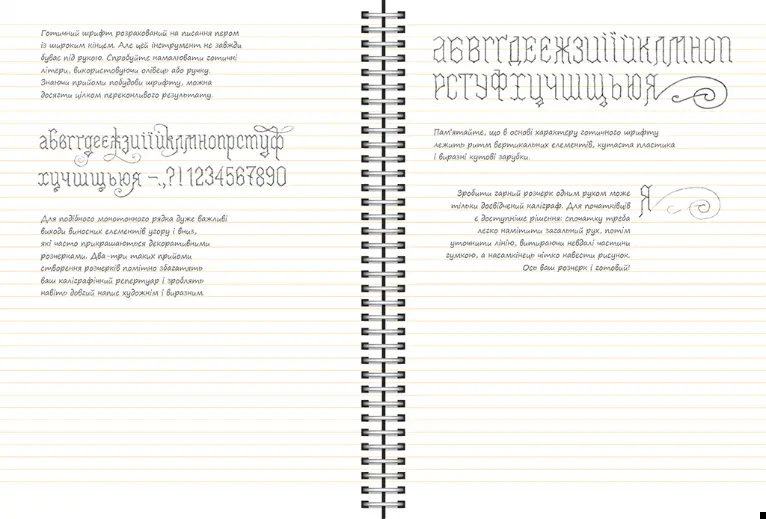 Готичний шрифт розрахований на писання пером
із широким кінцем. Але цей інструмент не завжди
буває під рукою. Спробуйте намалювати готичні
літери, використовуючи олівець або ручку.
Знаючи прийоми побудови шрифту, можна
досягти цілком переконливого результату.
абвгґдеєжзиіїйклмнопрстуф
хцчшщьюя –.,?!1234567890
Для подібного монотонного рядка дуже важливі
виходи виносних елементів угору і вниз,
які часто прикрашаються декоративними
розчерками. Два-три таких прийоми
створення розчерків помітно збагатять
ваш каліграфічний репертуар і зроблять
навіть довгий напис художнім і виразним.
абвгґдеєжзиіїйклмноп
рстуфхцчшщьюя
Пам'ятайте, що в основі характеру готичного шрифту
лежить ритм вертикальних елементів, кутаста пластика
і виразні кутові зарубки.
Зробити гарний розчерк одним рухом може
тільки досвідчений каліграф. Для початківців
є доступніше рішення: спочатку треба
легко намітити загальний рух, потім
уточнити лінію, витираючи невдалі частини
гумкою, а насамкінець чітко навести рисунок.
Ось ваш розчерк і готовий!
Я